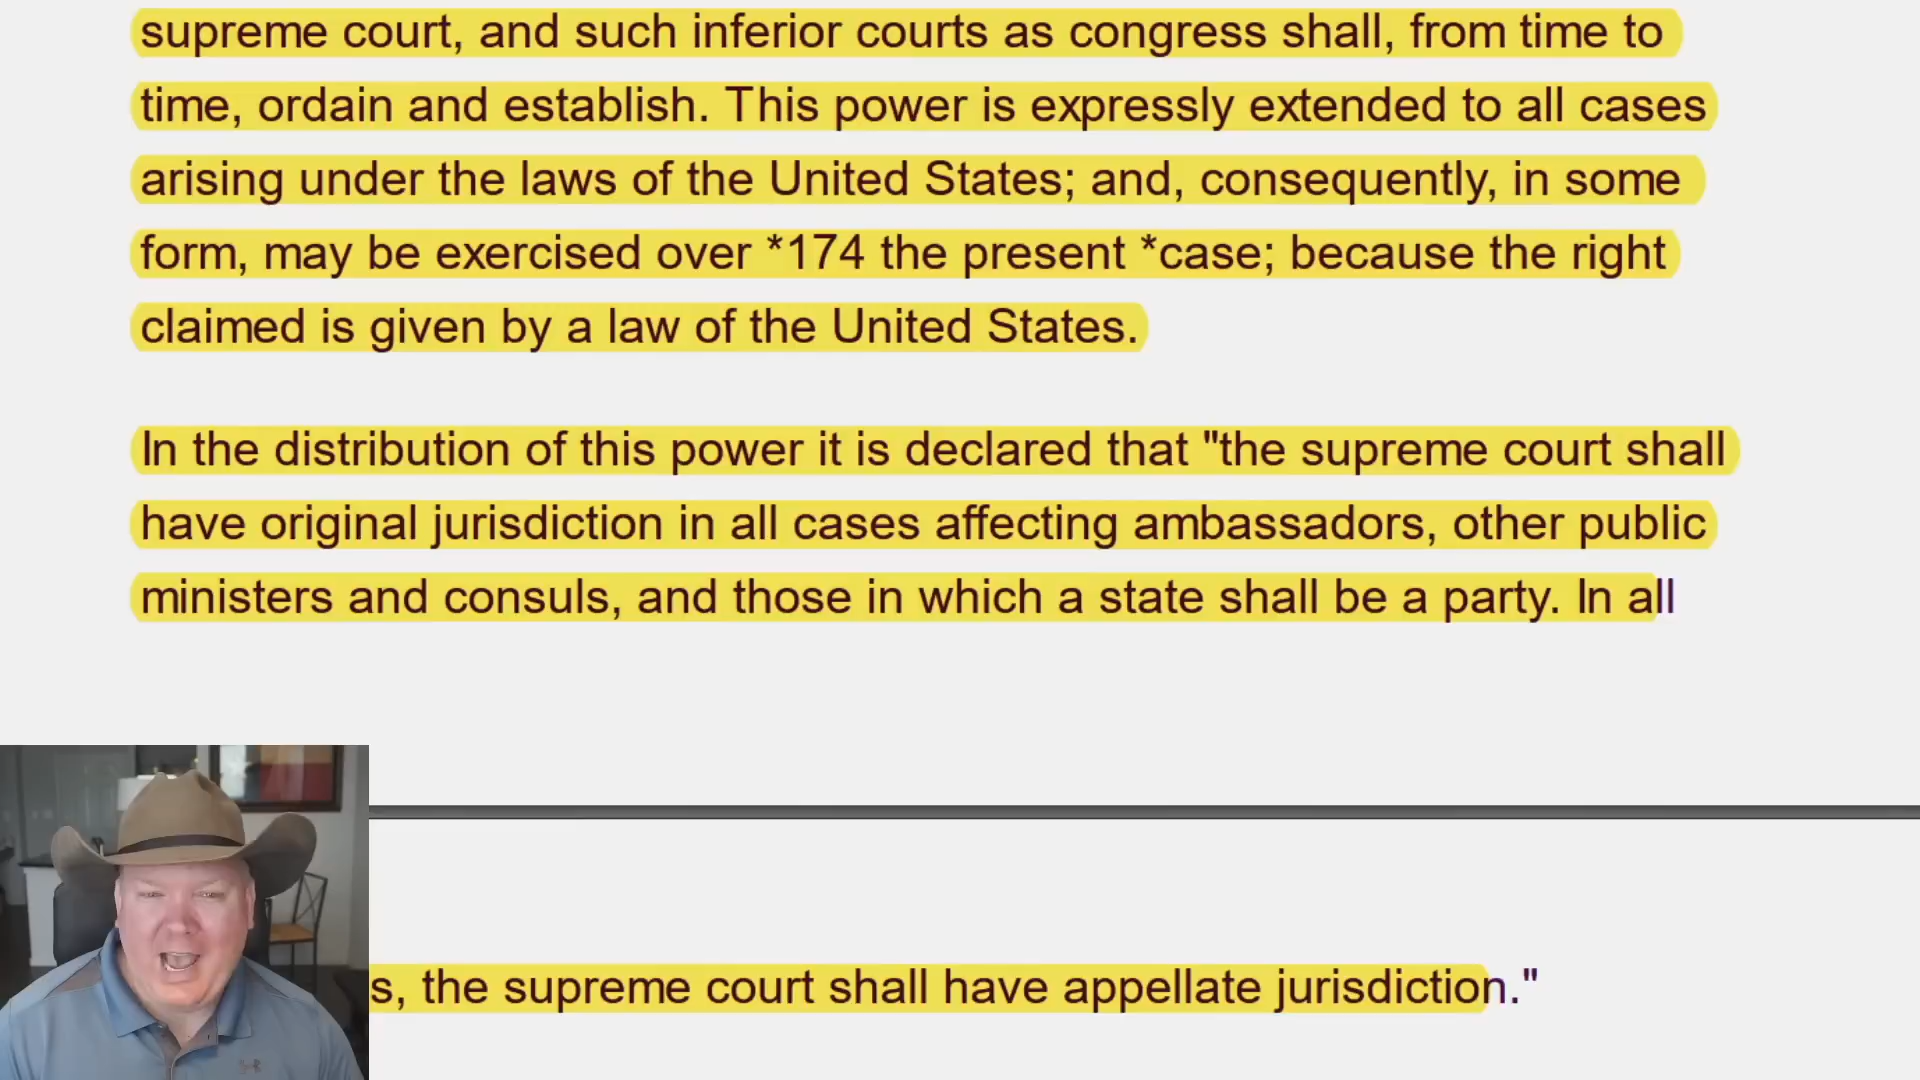 supreme court, and such inferior courts as congress shall, from time to
time, ordain and establish. This power is expressly extended to all cases
arising under the laws of the United States; and, consequently, in some
form, may be exercised over *174 the present *case; because the right
claimed is given by a law of the United States.
In the distribution of this power it is declared that "the supreme court shall
have original jurisdiction in all cases affecting ambassadors, other public
ministers and consuls, and those in which a state shall be a party. In all
s, the supreme court shall have appellate jurisdiction."